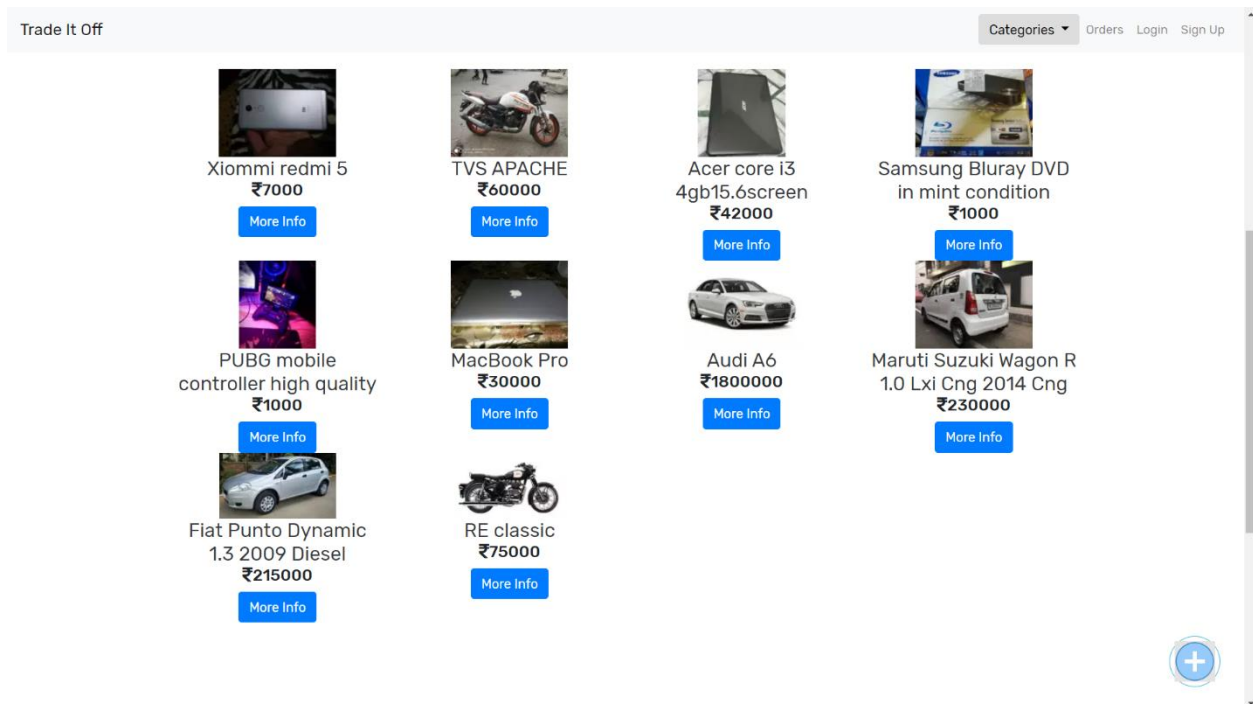 Trade It Off
Categories Orders Login Sign Up
Xiommi redmi 5
₹7000
More Info
TVS APACHE
₹60000
More Info
Acer core i3
4gb15.6screen
₹42000
More Info
Samsung Bluray DVD
in mint condition
₹1000
More Info
PUBG mobile
controller high quality
₹1000
More Info
MacBook Pro
₹30000
More Info
Audi A6
₹1800000
More Info
Maruti Suzuki Wagon R
1.0 Lxi Cng 2014 Cng
₹230000
More Info
Fiat Punto Dynamic
1.3 2009 Diesel
₹215000
More Info
RE classic
₹75000
More Info